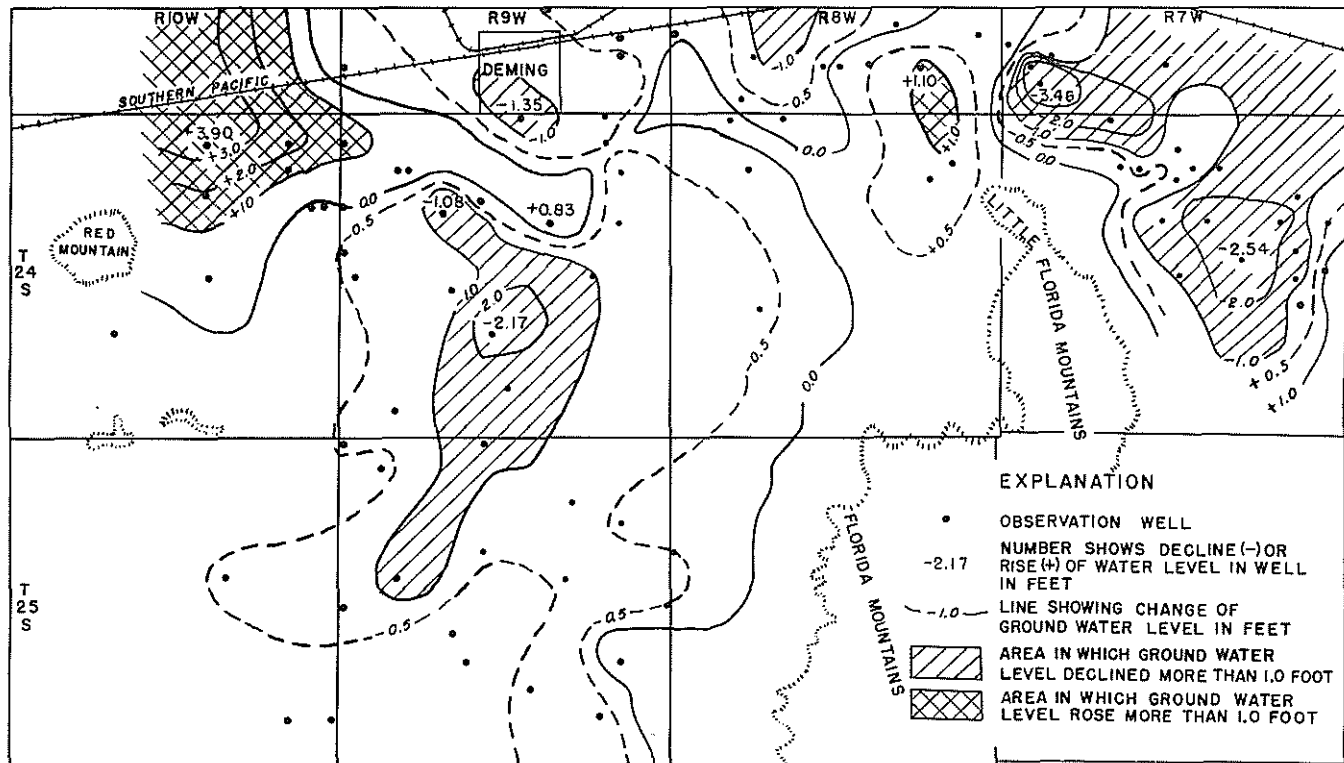 R10W
R9W
R8W
R7W
DEMING
SOUTHERN PACIFIC
-1.0
-0.5
+1.10
-3.46
-1.35
-1.0
-2.0
-1.0
+3.90
+3.0
+2.0
+1.0
+1.0
-0.5
0.0
0.0
0.0
-0.5
-1.08
+0.83
RED
MOUNTAIN
LITTLE FLORIDA MOUNTAINS
+0.5
-2.54
T
24
S
-1.0
-2.0
-2.17
-0.5
0.0
-2.0
-1.0
+0.5
+1.0
FLORIDA MOUNTAINS
T
25
S
-0.5
0.5
EXPLANATION
OBSERVATION WELL
-2.17
NUMBER SHOWS DECLINE (-) OR
RISE (+) OF WATER LEVEL IN WELL
IN FEET
-1.0
LINE SHOWING CHANGE OF
GROUND WATER LEVEL IN FEET
AREA IN WHICH GROUND WATER
LEVEL DECLINED MORE THAN 1.0 FOOT
AREA IN WHICH GROUND WATER
LEVEL ROSE MORE THAN 1.0 FOOT